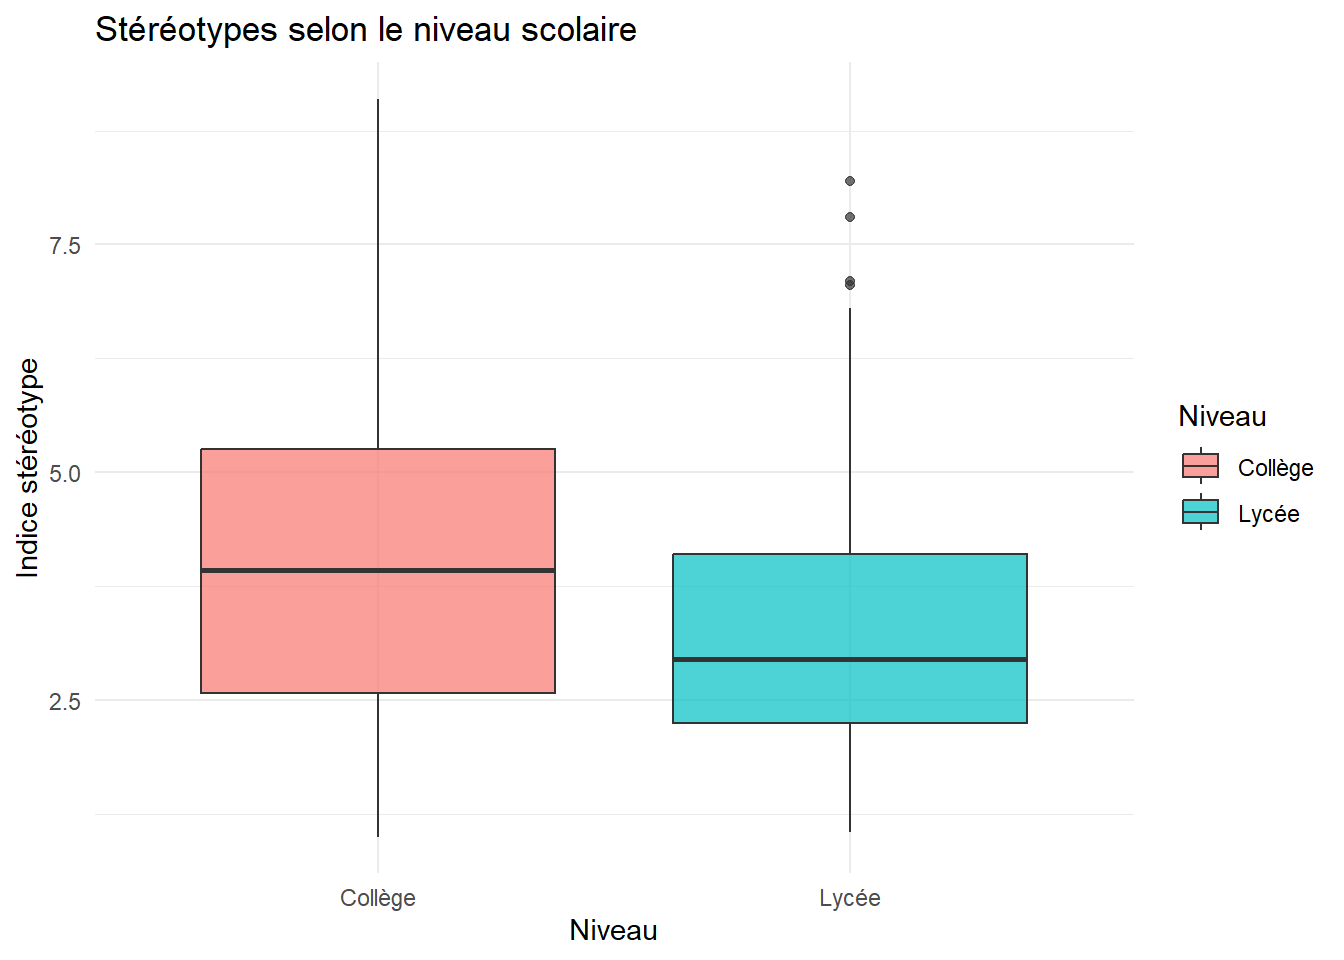 Stéréotypes selon le niveau scolaire
Indice stéréotype
7.5
5.0
2.5
Collège
Lycée
Niveau
Niveau
Collège
Lycée